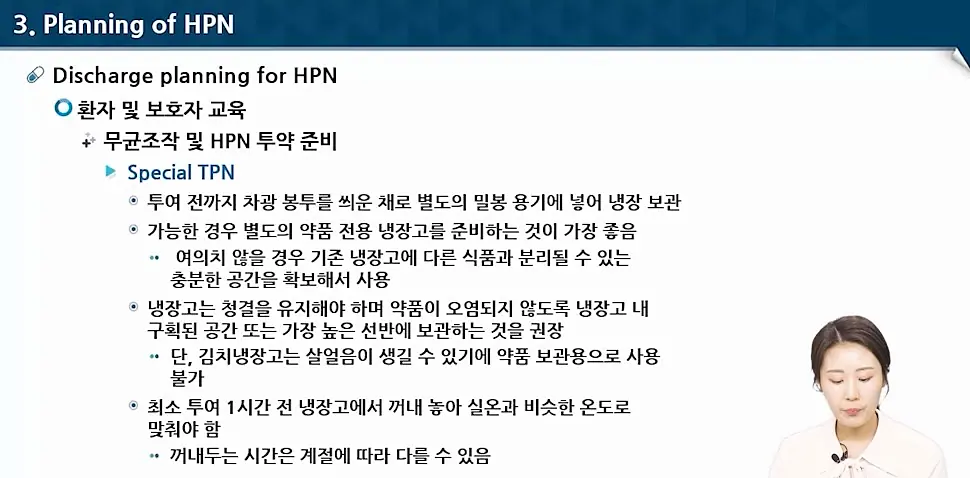 3. Planning of HPN
Discharge planning for HPN
환자 및 보호자 교육
무균조작 및 HPN 투약 준비
Special TPN
투여 전까지 차광 봉투를 씌운 채로 별도의 밀봉 용기에 넣어 냉장 보관
가능한 경우 별도의 약품 전용 냉장고를 준비하는 것이 가장 좋음
여의치 않을 경우 기존 냉장고에 다른 식품과 분리될 수 있는
충분한 공간을 확보해서 사용
냉장고는 청결을 유지해야 하며 약품이 오염되지 않도록 냉장고 내
구획된 공간 또는 가장 높은 선반에 보관하는 것을 권장
단, 김치냉장고는 살얼음이 생길 수 있기에 약품 보관용으로 사용
불가
최소 투여 1시간 전 냉장고에서 꺼내 놓아 실온과 비슷한 온도로
맞춰야 함
꺼내두는 시간은 계절에 따라 다를 수 있음